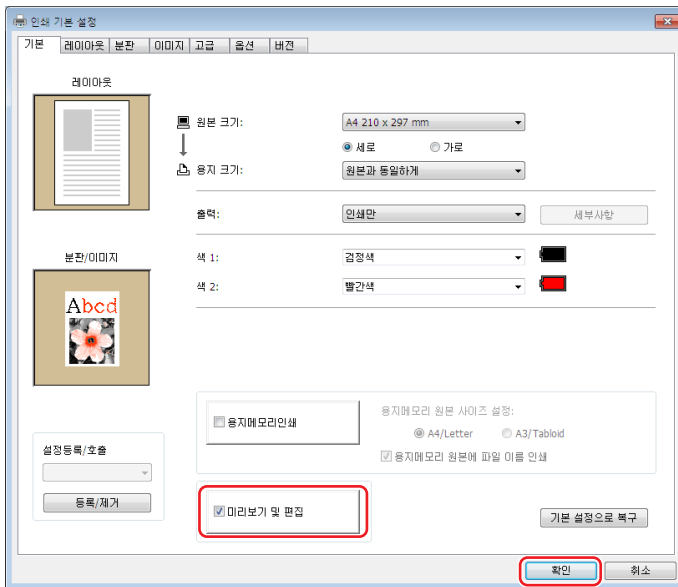 인쇄 기본 설정
기본 레이아웃 분판 이미지 고급 옵션 버전
레이아웃
원본 크기: A4 210 x 297 mm
세로 가로
용지 크기: 원본과 동일하게
출력: 인쇄만 세부사항
분판/이미지
색 1: 검정색
색 2: 빨간색
Abcd
용지메모리인쇄
용지메모리 원본 사이즈 설정:
A4/Letter A3/Tabloid
용지메모리 원본에 파일 이름 인쇄
설정등록/호출
등록/제거
미리보기 및 편집
기본 설정으로 복구
확인 취소